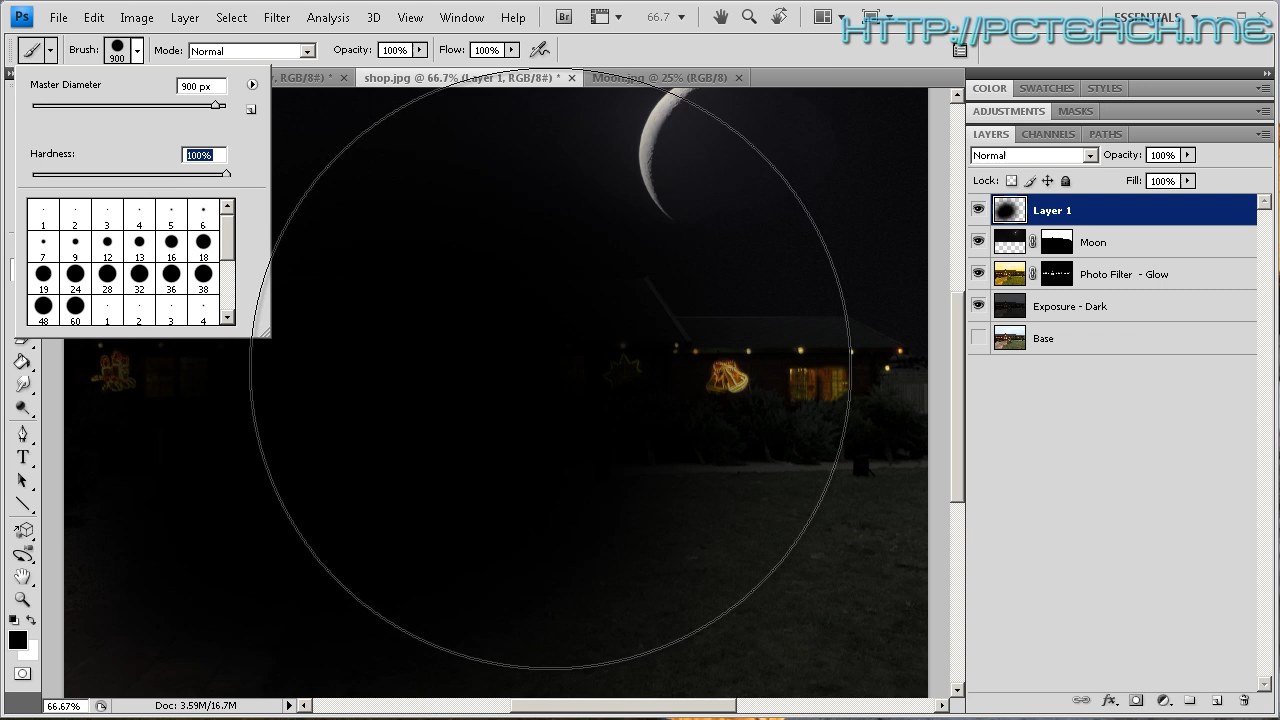 Ps File Edit Image Layer Select Filter Analysis 3D View Window Help Br 66.7 ESSENTIALS
HTTP://PCTEACH.ME
Brush: 900 Mode: Normal Opacity: 100% Flow: 100%
, RGB/8#) * shop.jpg @ 66.7% (Layer 1, RGB/8#) * Moon.jpg @ 25% (RGB/8)
Master Diameter 900 px
Hardness: 100%
1 2 3 4 5 6
7 9 12 13 16 18
19 24 28 32 36 38
48 60 1 2 3 4
T
COLOR SWATCHES STYLES
ADJUSTMENTS MASKS
LAYERS CHANNELS PATHS
Normal Opacity: 100%
Lock: Fill: 100%
Layer 1
Moon
Photo Filter - Glow
Exposure - Dark
Base
fx
66.67% Doc: 3.59M/16.7M